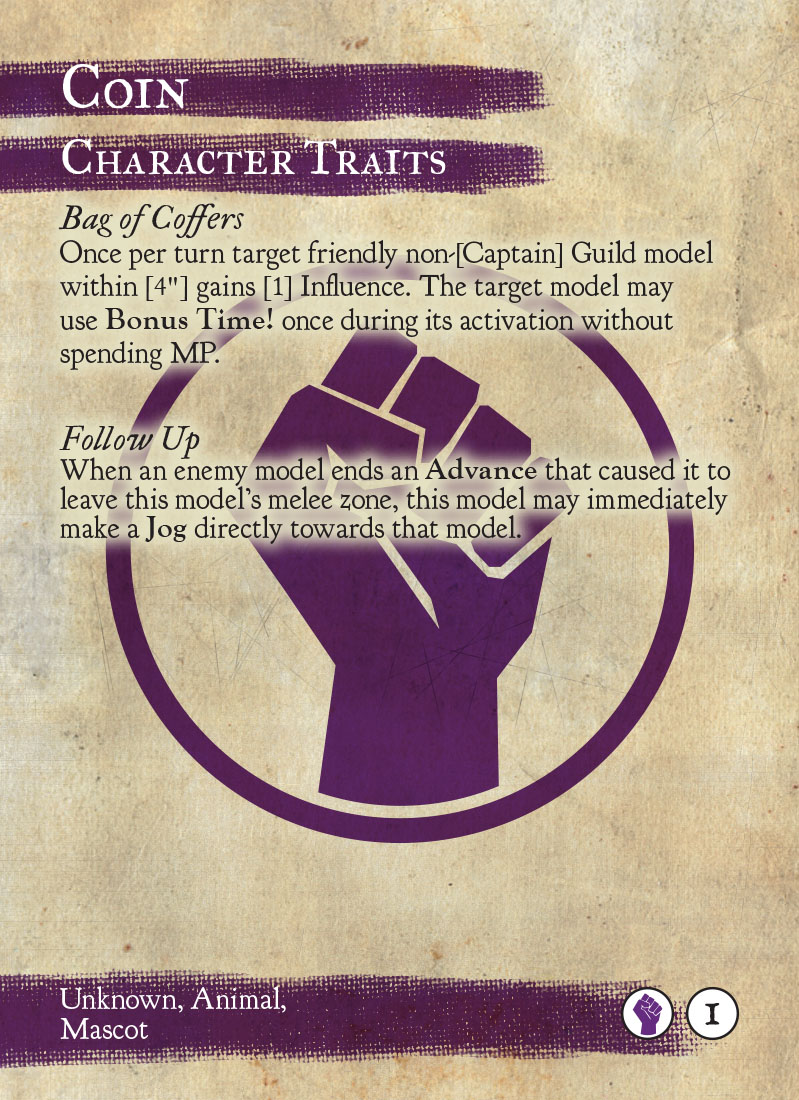 Coin
Character Traits
Bag of Coffers
Once per turn target friendly non-[Captain] Guild model
within [4"] gains [1] Influence. The target model may
use Bonus Time! once during its activation without
spending MP.
Follow Up
When an enemy model ends an Advance that caused it to
leave this model's melee zone, this model may immediately
make a Jog directly towards that model.
Unknown, Animal,
Mascot
1